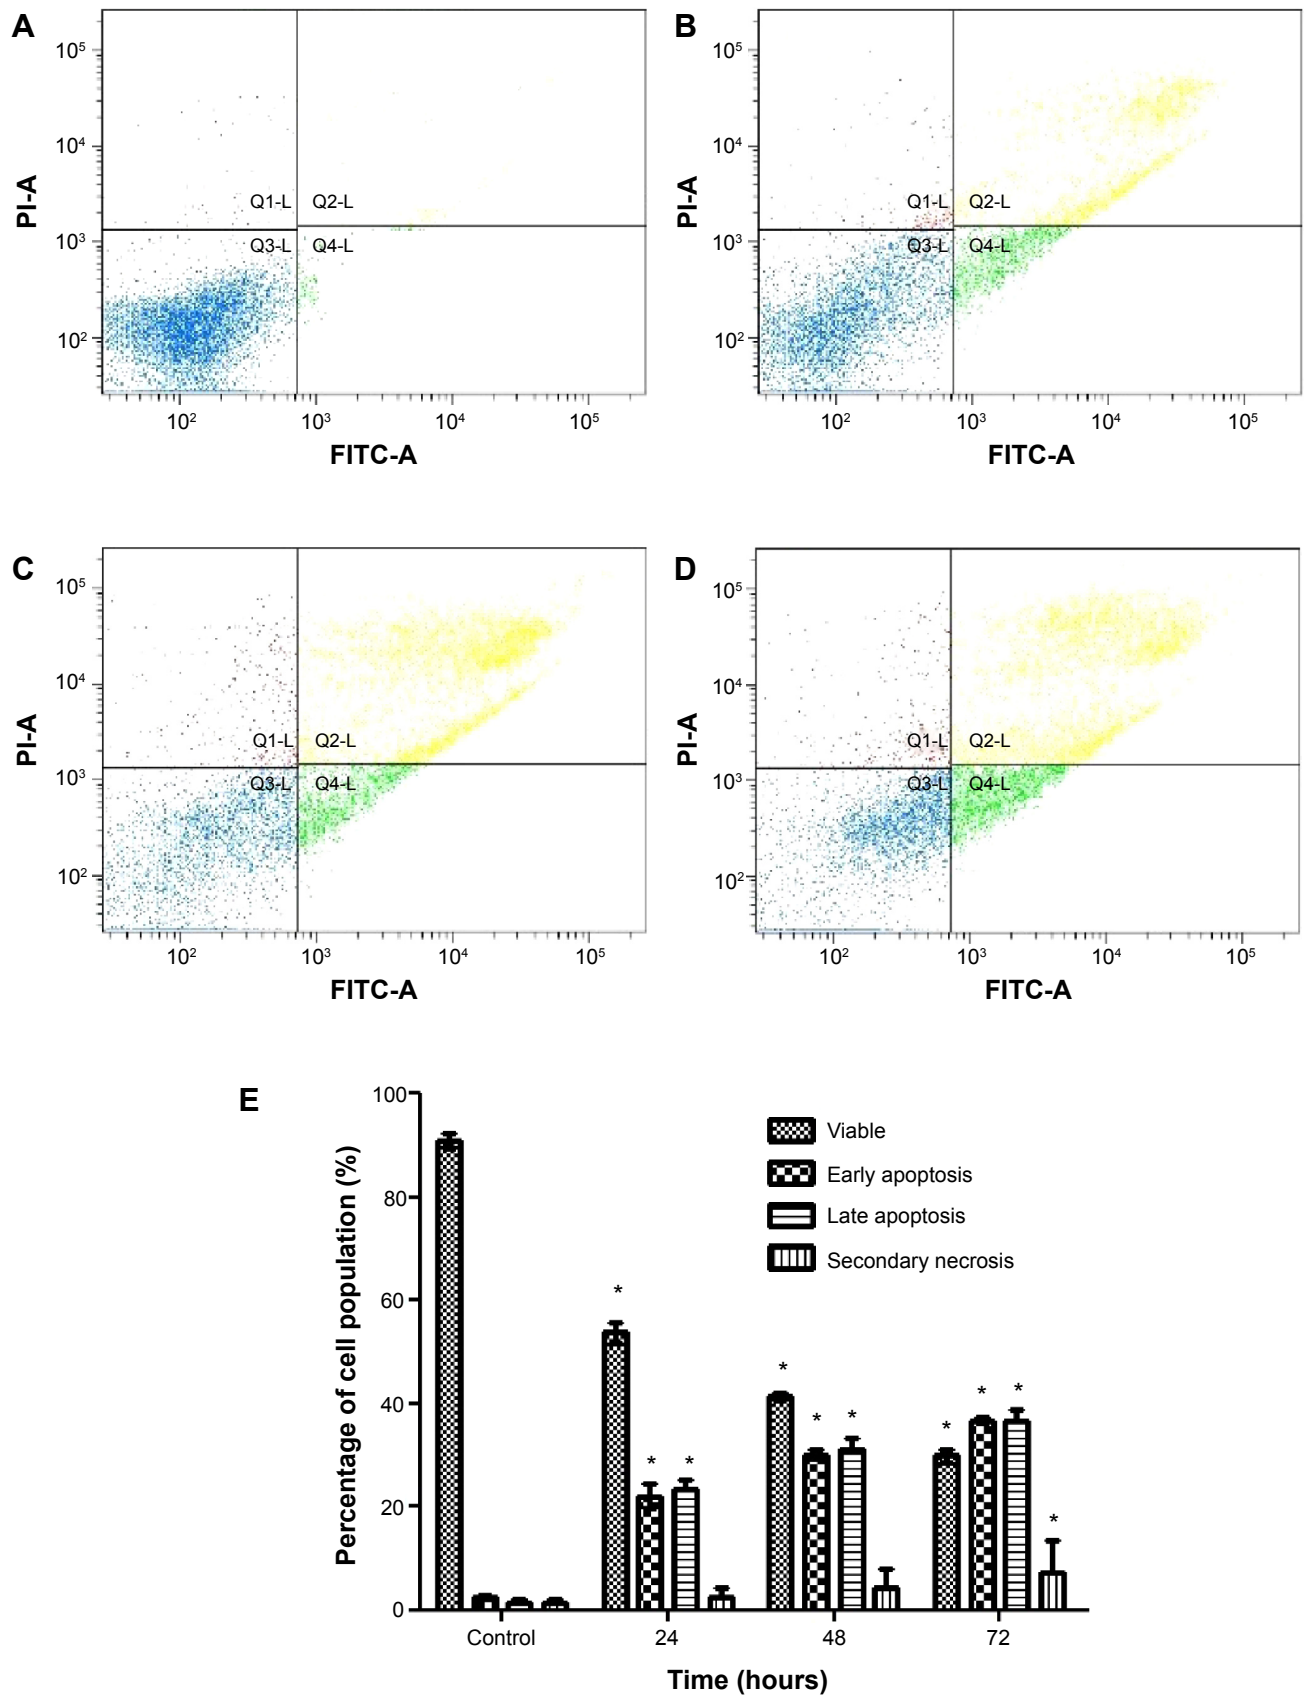 A
10⁵
10⁴
10³
10²
PI-A
Q1-L
Q2-L
Q3-L
Q4-L
10²
10³
10⁴
10⁵
FITC-A
B
10⁵
10⁴
10³
10²
PI-A
Q1-L
Q2-L
Q3-L
Q4-L
10²
10³
10⁴
10⁵
FITC-A
C
10⁵
10⁴
10³
10²
PI-A
Q1-L
Q2-L
Q3-L
Q4-L
10²
10³
10⁴
10⁵
FITC-A
D
10⁵
10⁴
10³
10²
PI-A
Q1-L
Q2-L
Q3-L
Q4-L
10²
10³
10⁴
10⁵
FITC-A
E
Percentage of cell population (%)
100
80
60
40
20
0
Viable
Early apoptosis
Late apoptosis
Secondary necrosis
*
* *
*
* *
*
* *
*
Control
24
48
72
Time (hours)